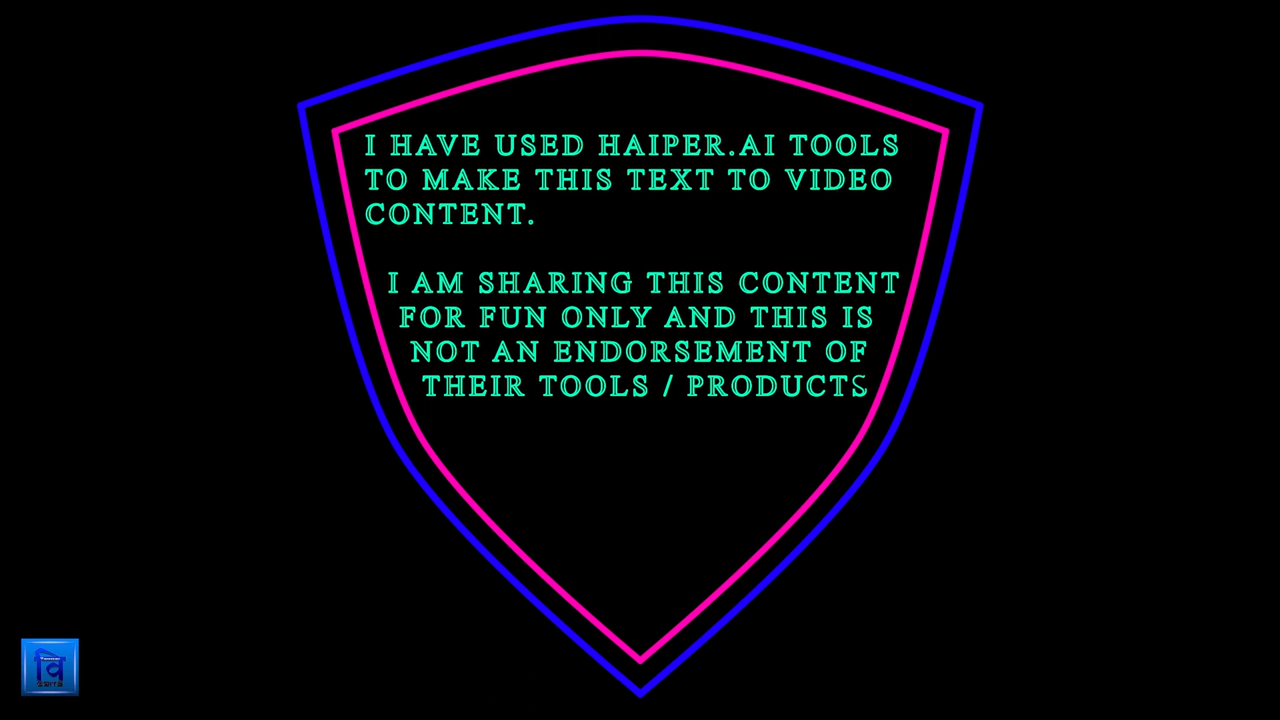 I HAVE USED HAIPER.AI TOOLS
TO MAKE THIS TEXT TO VIDEO
CONTENT.
I AM SHARING THIS CONTENT
FOR FUN ONLY AND THIS IS
NOT AN ENDORSEMENT OF
THEIR TOOLS / PRODUCTS
वि